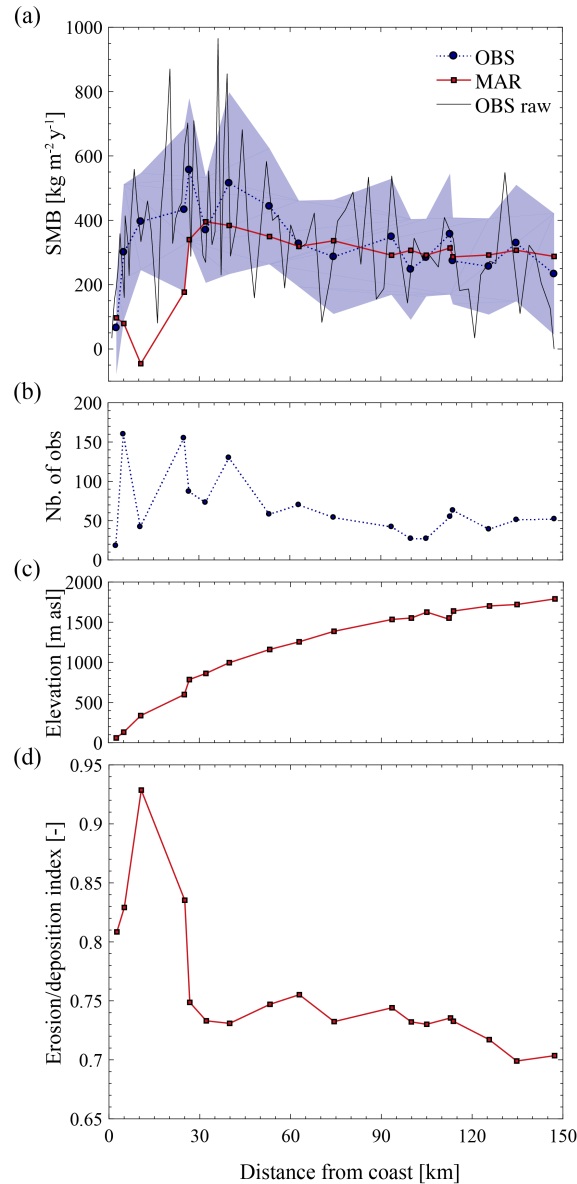 (a)
1000
800
600
400
200
0
SMB [kg m-2 y-1]
OBS
MAR
OBS raw
(b)
200
150
100
50
0
Nb. of obs
(c)
2000
1500
1000
500
0
Elevation [m asl]
(d)
0.95
0.9
0.85
0.8
0.75
0.7
0.65
Erosion/deposition index [-]
0 30 60 90 120 150
Distance from coast [km]